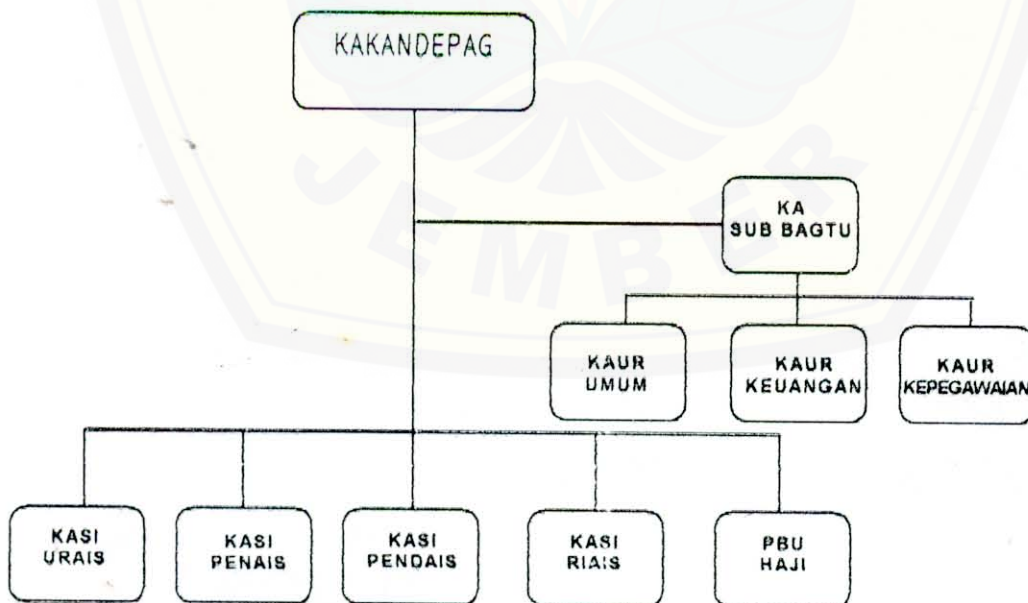 KAKANDEPAG
JEMBER
KA
SUB BAGTU
KAUR
UMUM
KAUR
KEUANGAN
KAUR
KEPEGAWAIAN
KASI
URAIS
KASI
PENAIS
KASI
PENDAIS
KASI
RIAIS
PBU
HAJI